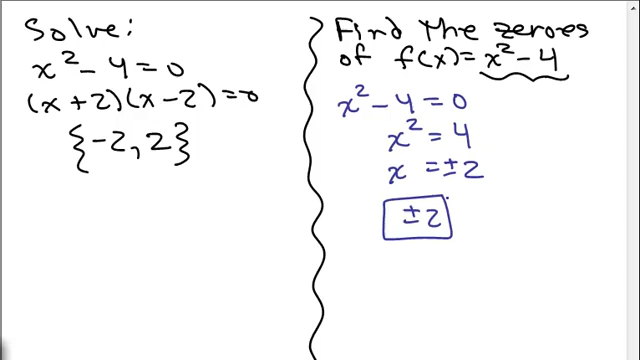 Solve:
x² - 4 = 0
(x + 2)(x - 2) = 0
{-2, 2}
Find the zeroes
of f(x) = x² - 4
x² - 4 = 0
x² = 4
x = ±2
±2